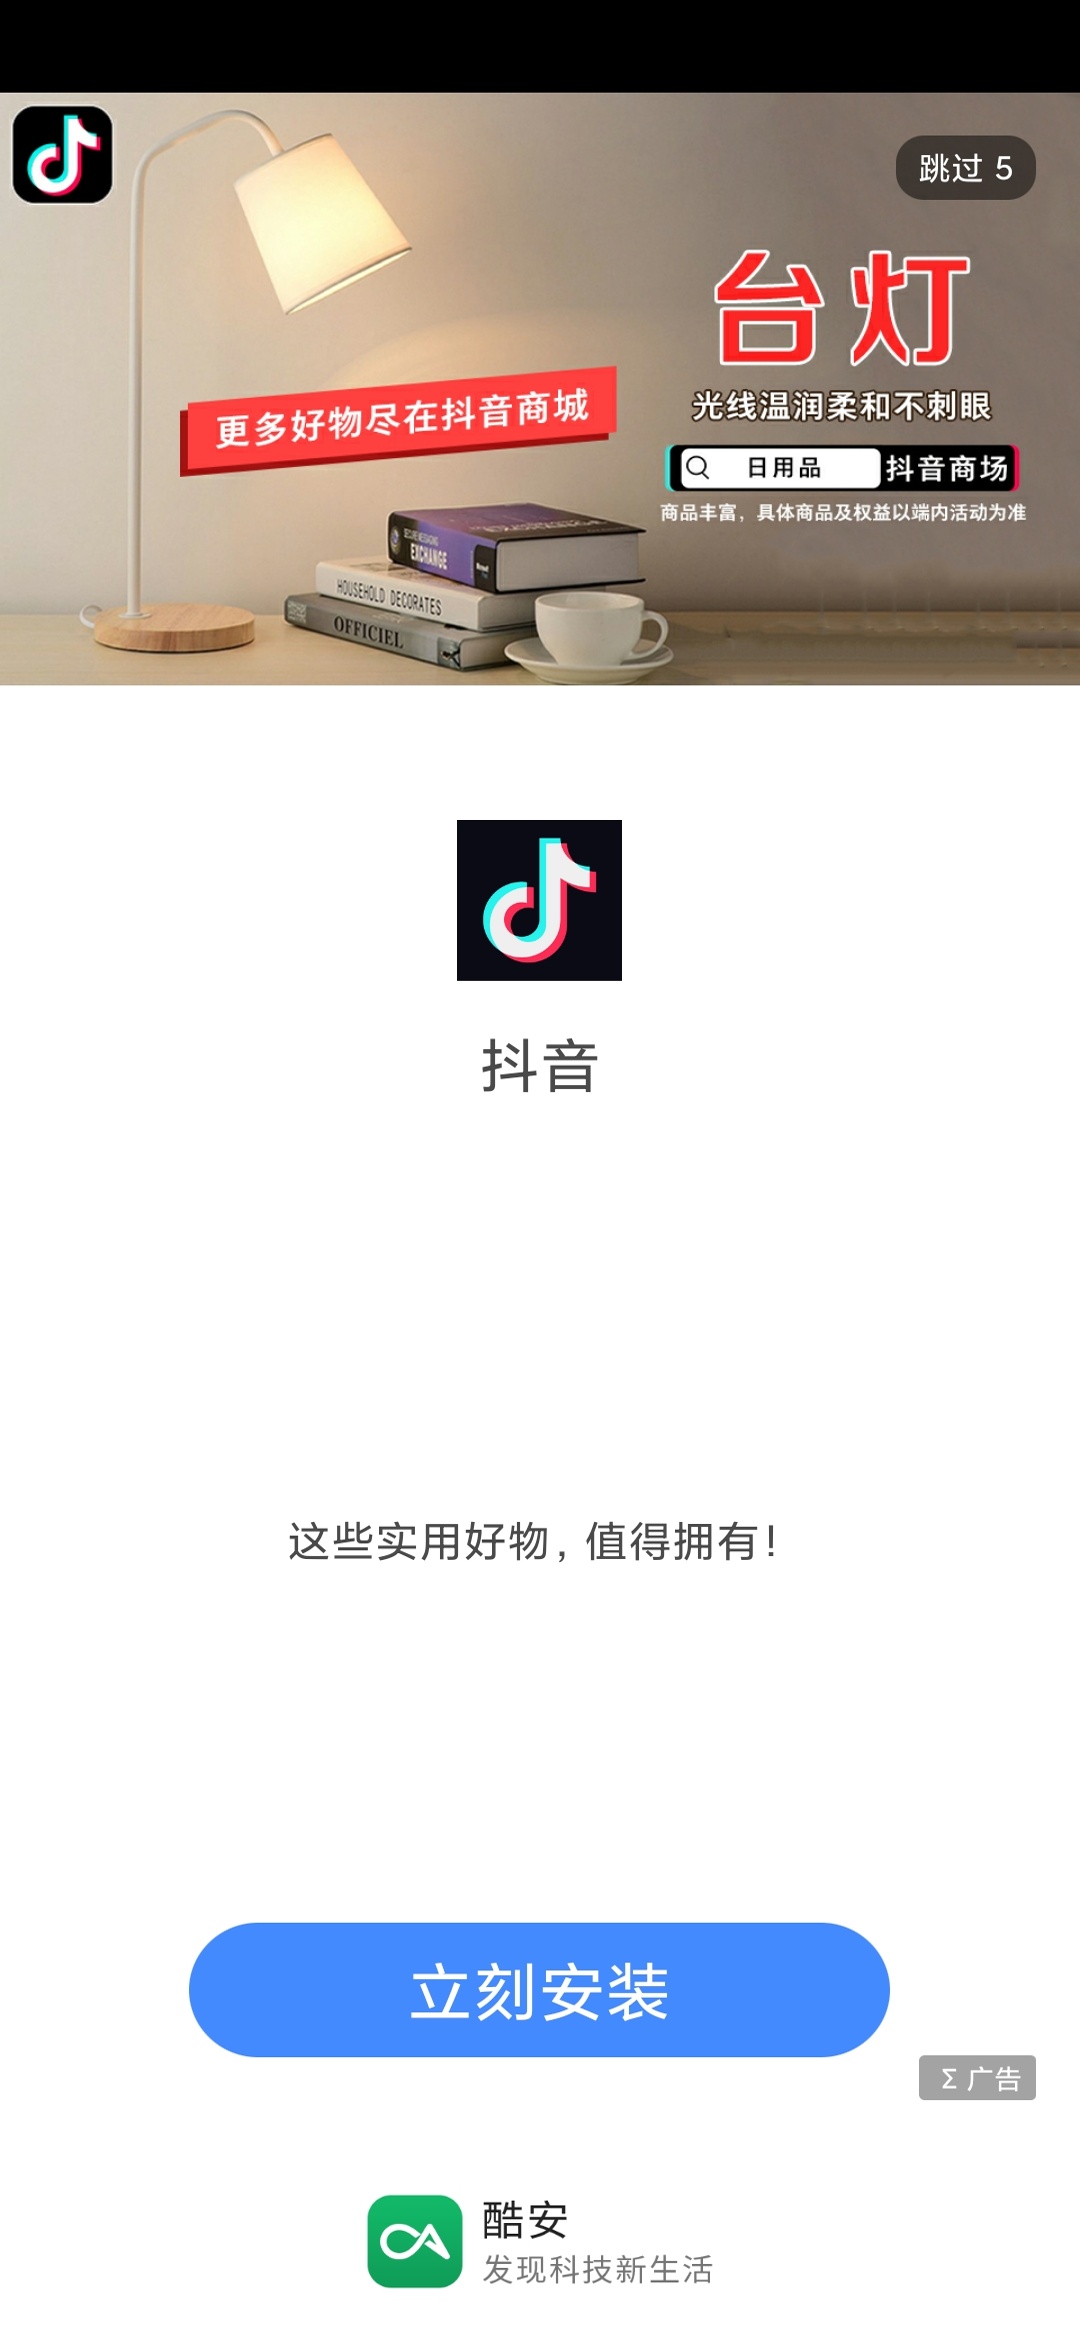 跳过 5
台灯
更多好物尽在抖音商城
光线温润柔和不刺眼
日用品 抖音商场
商品丰富，具体商品及权益以端内活动为准
EXCHANGE
HOUSEHOLD DECORATES
OFFICIEL
抖音
这些实用好物，值得拥有！
立刻安装
Σ 广告
酷安
发现科技新生活